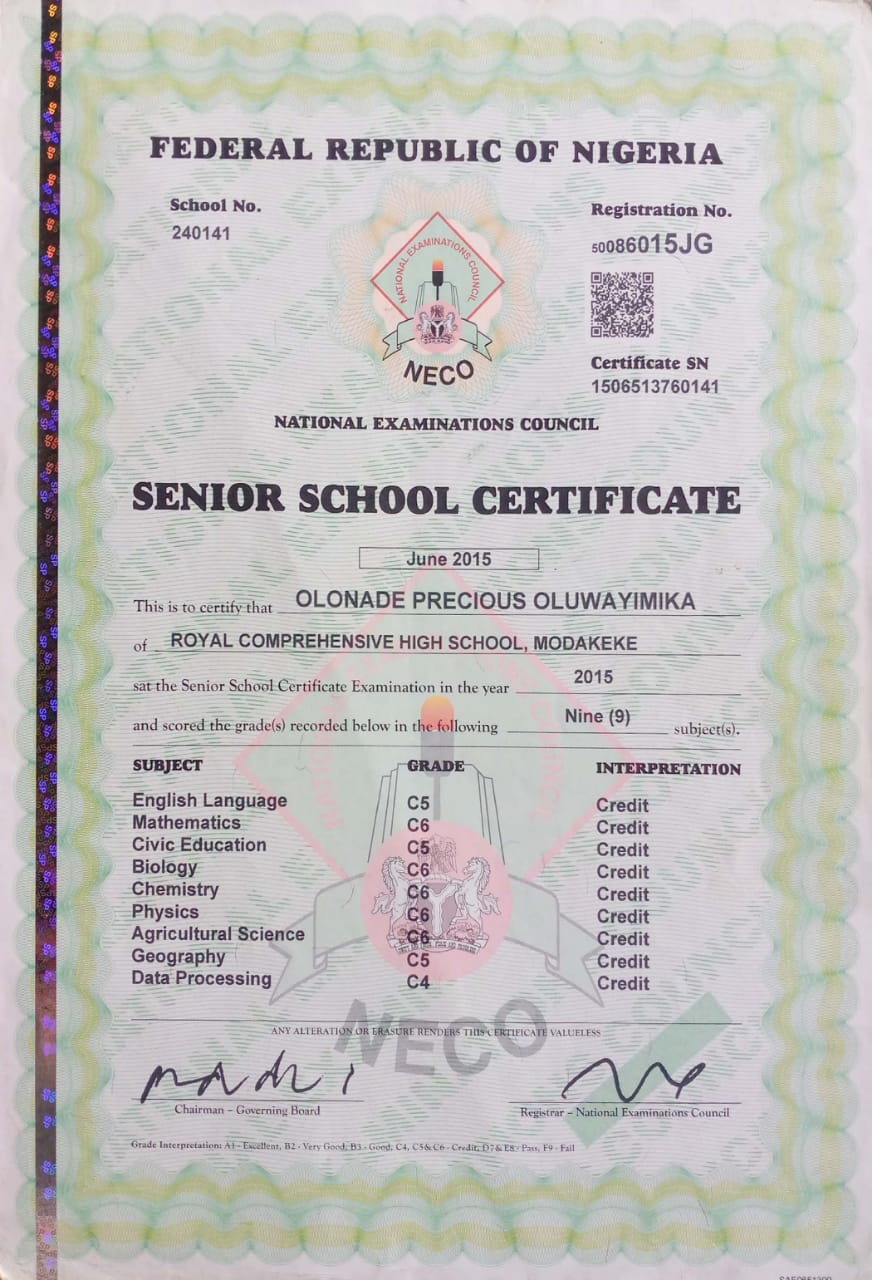 FEDERAL REPUBLIC OF NIGERIA
School No.
240141
Registration No.
50086015JG
NATIONAL EXAMINATIONS COUNCIL
NECO
Certificate SN
1506513760141
NATIONAL EXAMINATIONS COUNCIL
SENIOR SCHOOL CERTIFICATE
June 2015
This is to certify that OLONADE PRECIOUS OLUWAYIMIKA
of ROYAL COMPREHENSIVE HIGH SCHOOL, MODAKEKE
sat the Senior School Certificate Examination in the year 2015
and scored the grade(s) recorded below in the following Nine (9) subject(s).
SUBJECT GRADE INTERPRETATION
English Language C5 Credit
Mathematics C6 Credit
Civic Education C5 Credit
Biology C6 Credit
Chemistry C6 Credit
Physics C6 Credit
Agricultural Science C6 Credit
Geography C5 Credit
Data Processing C4 Credit
NECO
ANY ALTERATION OR ERASURE RENDERS THIS CERTIFICATE VALUELESS
Chairman – Governing Board
Registrar – National Examinations Council
Grade Interpretation: A1 - Excellent, B2 - Very Good, B3 - Good, C4, C5& C6 - Credit, D7& E8 - Pass, F9 - Fail